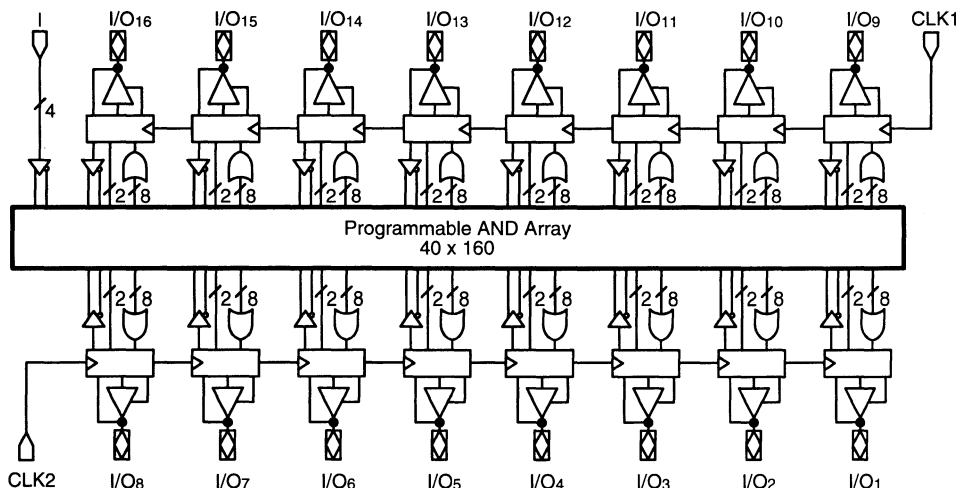 I I/O16 I/O15 I/O14 I/O13 I/O12 I/O11 I/O10 I/O9 CLK1
4
2 8 2 8 2 8 2 8 2 8 2 8 2 8 2 8
Programmable AND Array
40 x 160
2 8 2 8 2 8 2 8 2 8 2 8 2 8 2 8
CLK2 I/O8 I/O7 I/O6 I/O5 I/O4 I/O3 I/O2 I/O1